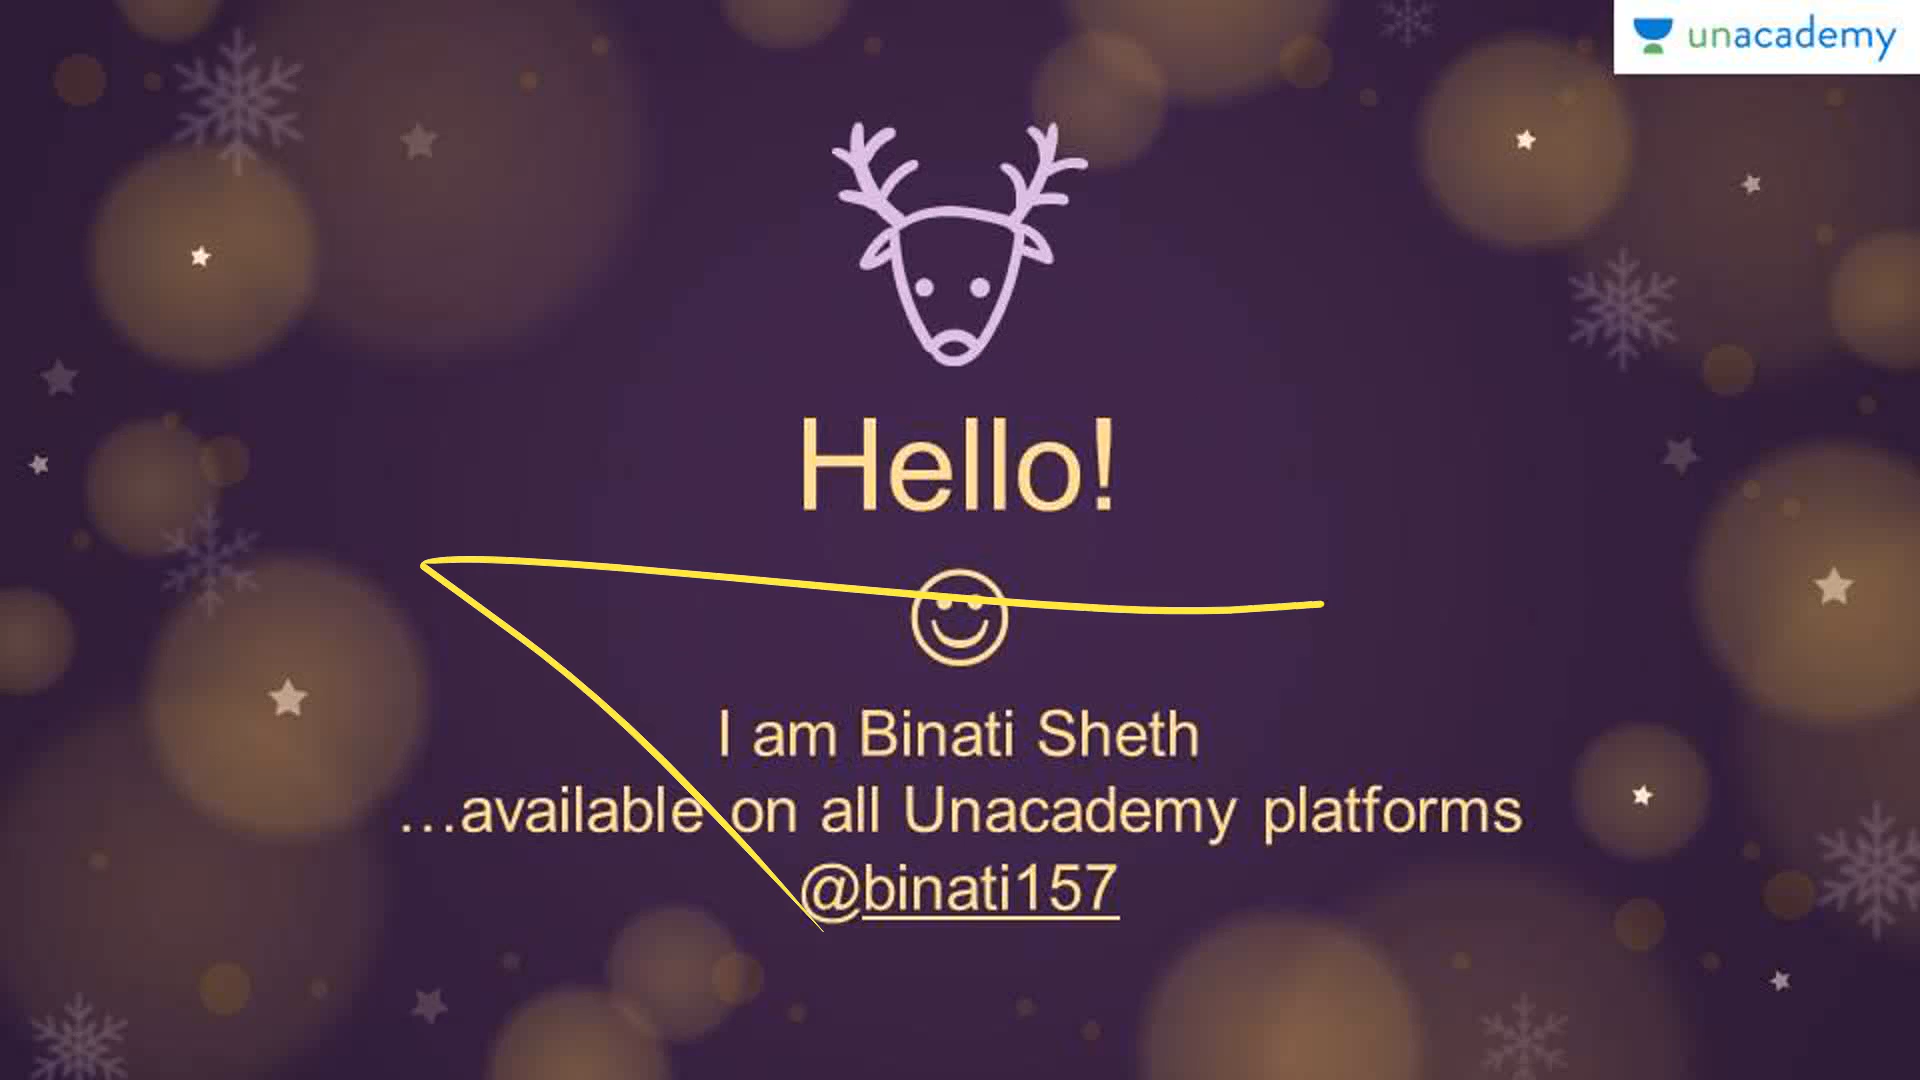 unacademy
Hello!
I am Binati Sheth
...available on all Unacademy platforms
@binati157